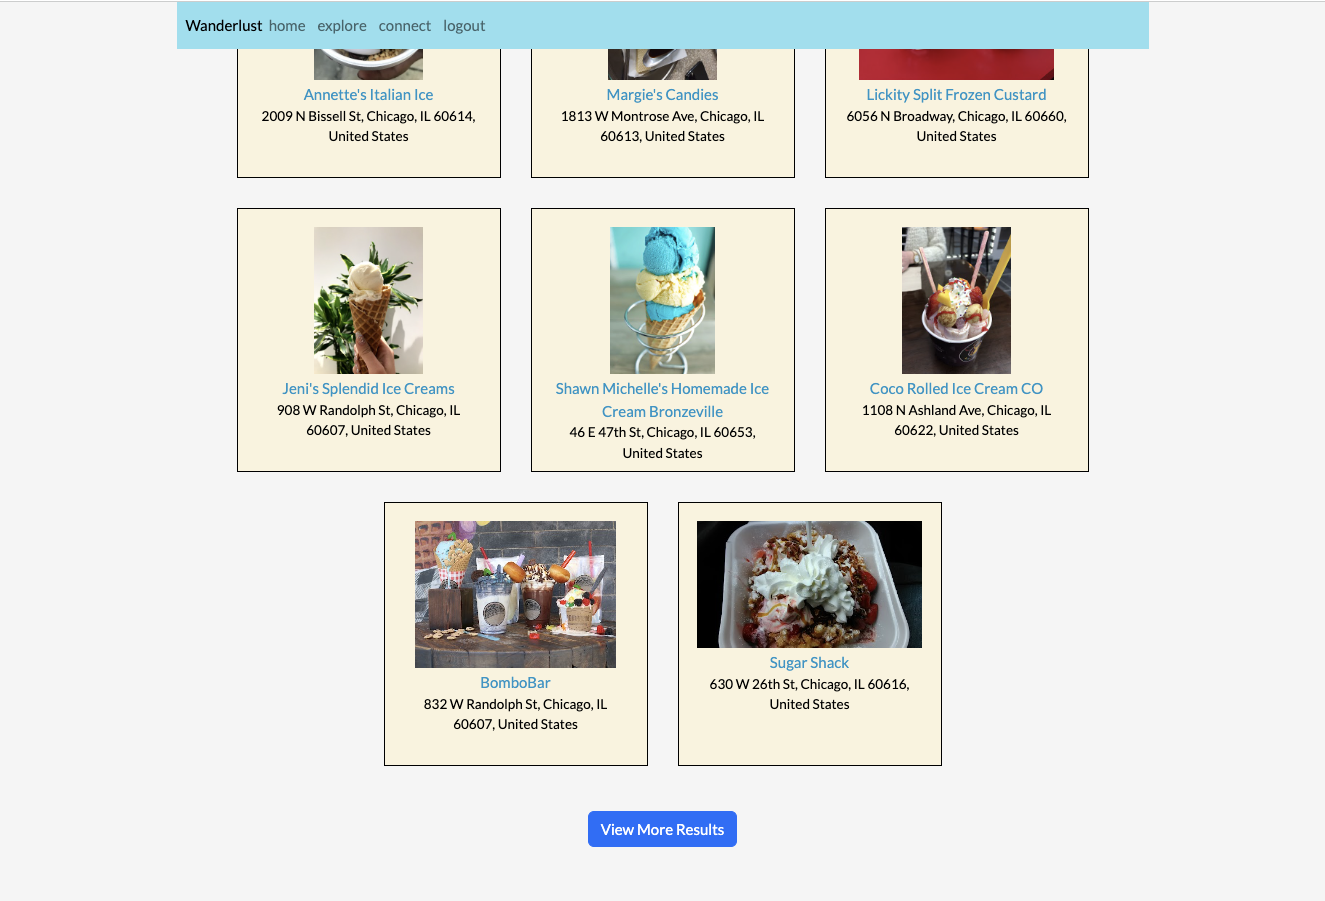 Wanderlust home explore connect logout
Annette's Italian Ice
2009 N Bissell St, Chicago, IL 60614,
United States
Margie's Candies
1813 W Montrose Ave, Chicago, IL
60613, United States
Lickity Split Frozen Custard
6056 N Broadway, Chicago, IL 60660,
United States
Jeni's Splendid Ice Creams
908 W Randolph St, Chicago, IL
60607, United States
Shawn Michelle's Homemade Ice
Cream Bronzeville
46 E 47th St, Chicago, IL 60653,
United States
Coco Rolled Ice Cream CO
1108 N Ashland Ave, Chicago, IL
60622, United States
BomboBar
832 W Randolph St, Chicago, IL
60607, United States
Sugar Shack
630 W 26th St, Chicago, IL 60616,
United States
View More Results